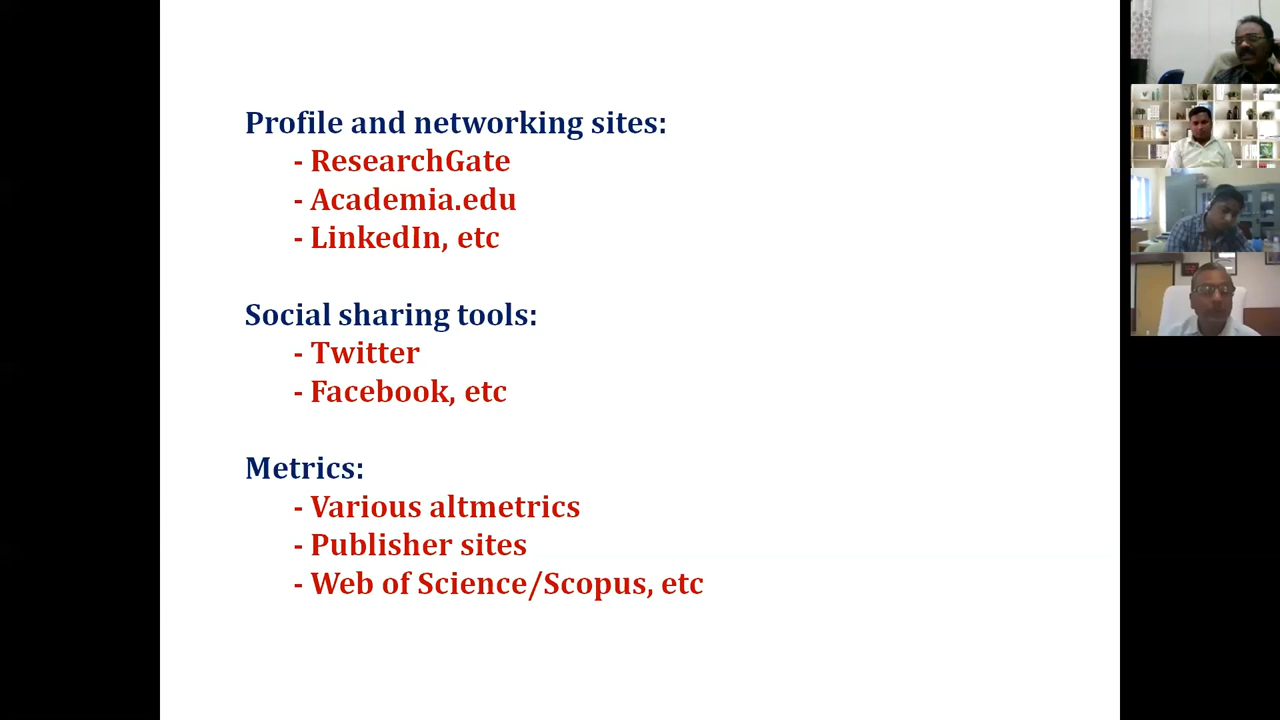 Profile and networking sites:
- ResearchGate
- Academia.edu
- LinkedIn, etc
Social sharing tools:
- Twitter
- Facebook, etc
Metrics:
- Various altmetrics
- Publisher sites
- Web of Science/Scopus, etc